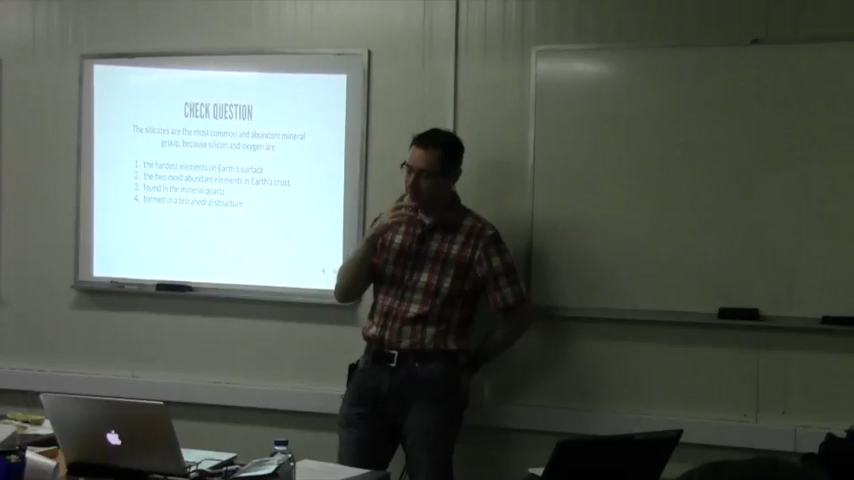 CHECK QUESTION
The silicates are the most common and abundant mineral
group, because silicon and oxygen are
1. the hardest elements on Earth's surface.
2. the two most abundant elements in Earth's crust.
3. found in the mineral quartz
4. formed in a tetrahedral structure.